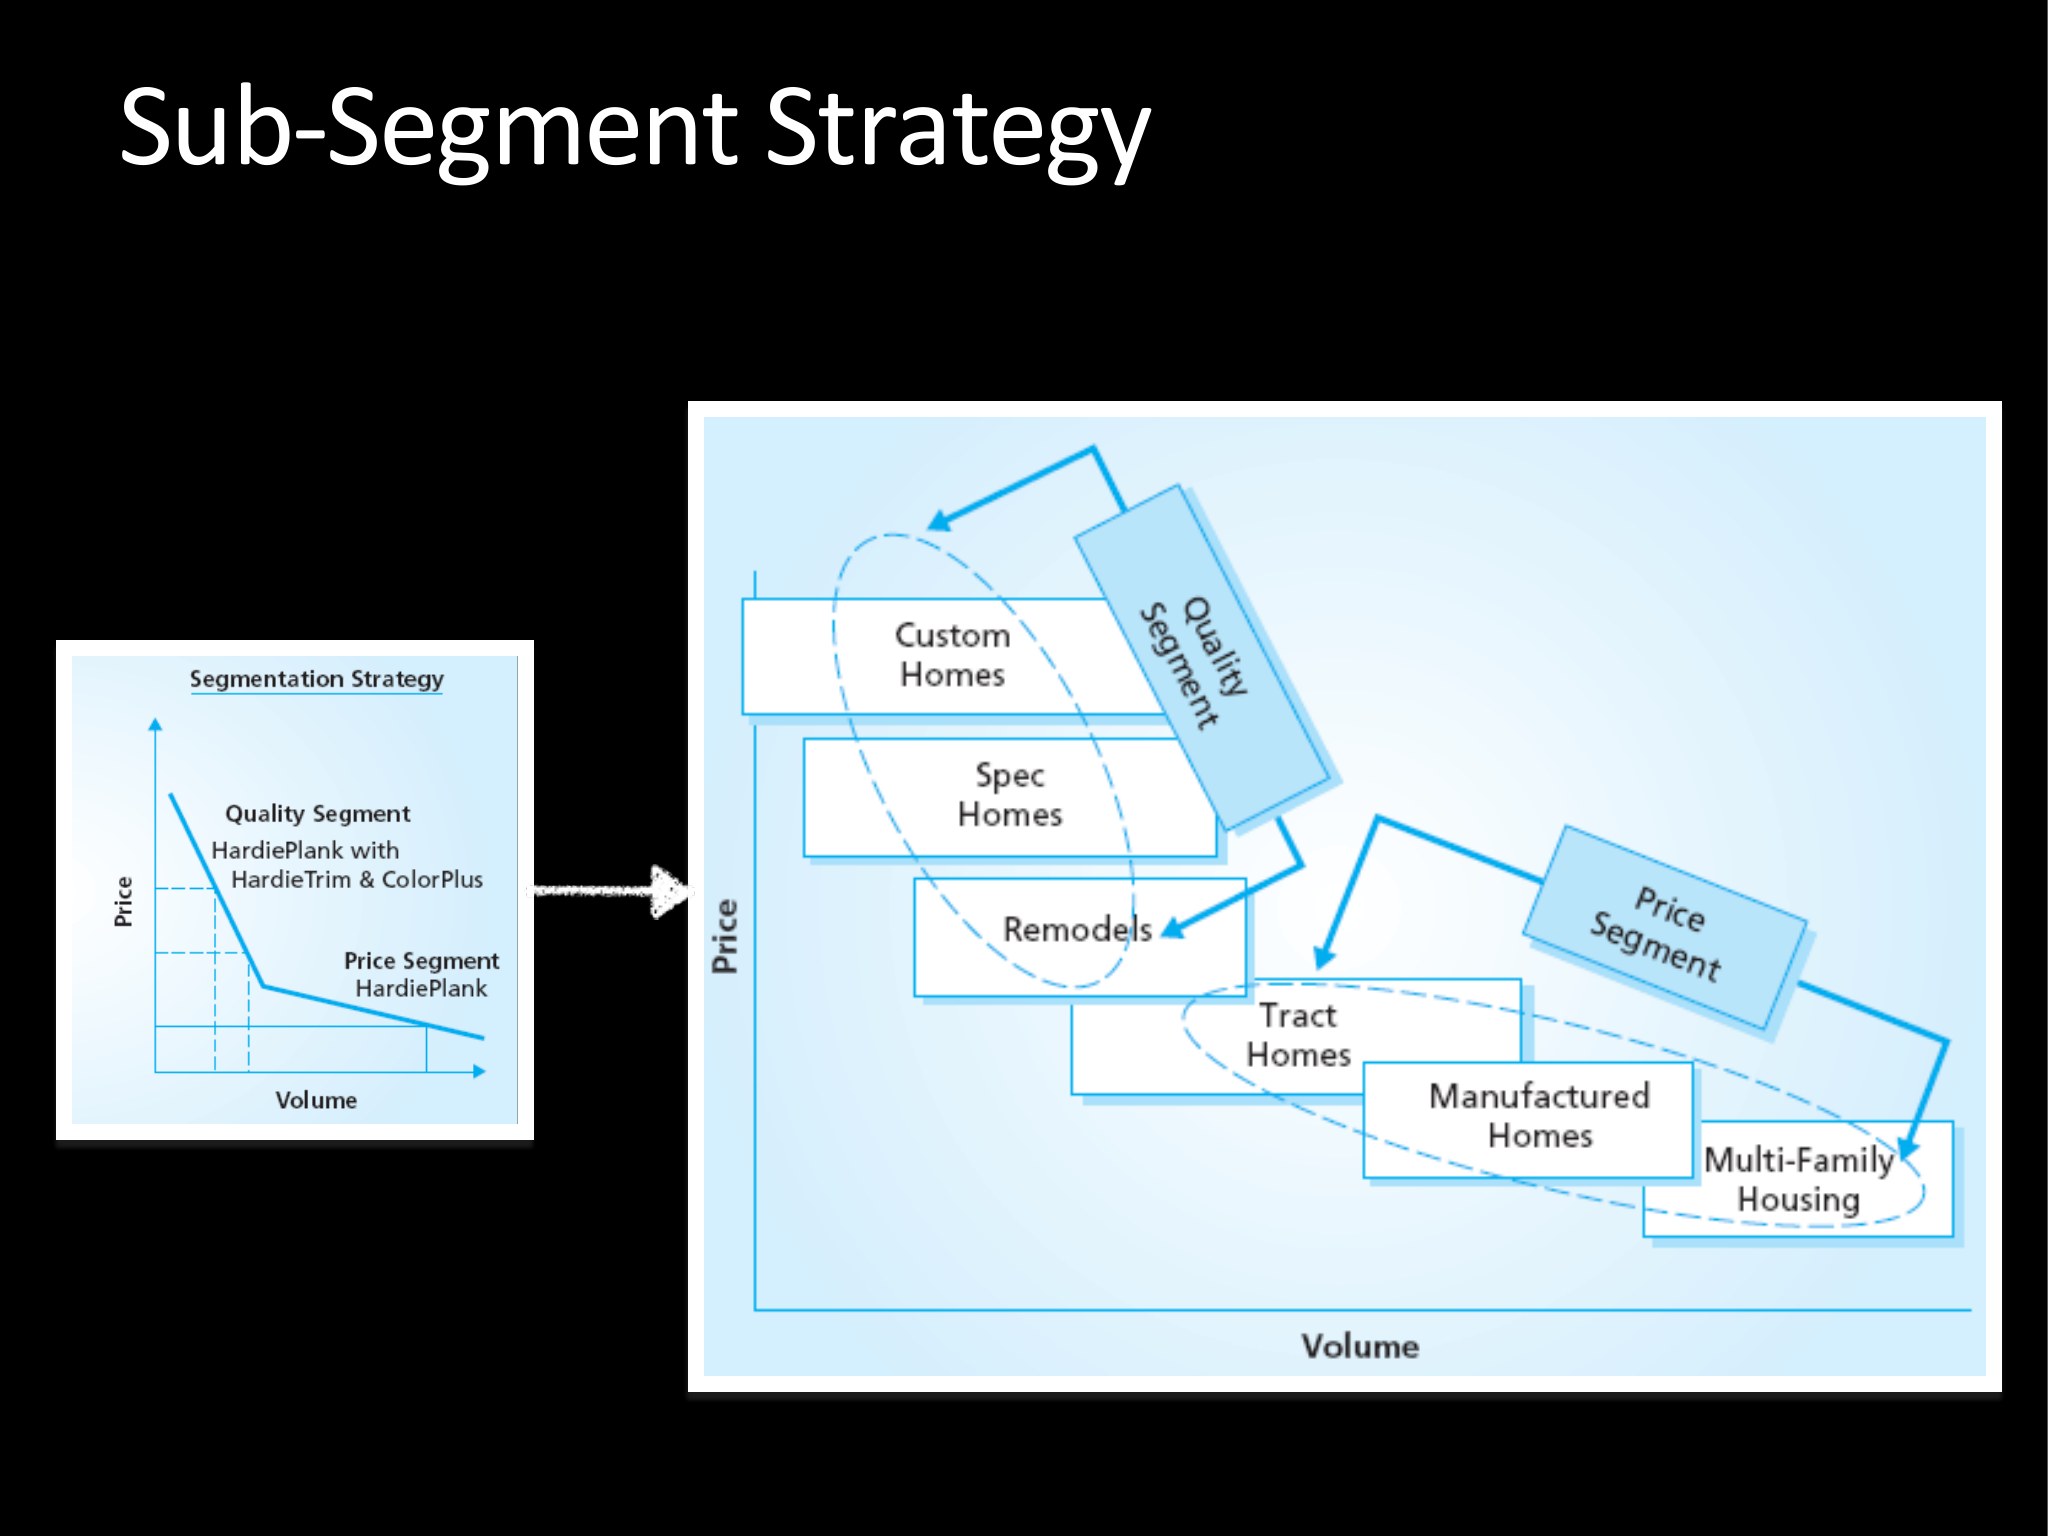 Sub-Segment Strategy
Segmentation Strategy
Quality Segment
HardiePlank with
HardieTrim & ColorPlus
Price Segment
HardiePlank
Price
Volume
Quality
Segment
Custom
Homes
Spec
Homes
Remodels
Price
Segment
Tract
Homes
Manufactured
Homes
Multi-Family
Housing
Price
Volume